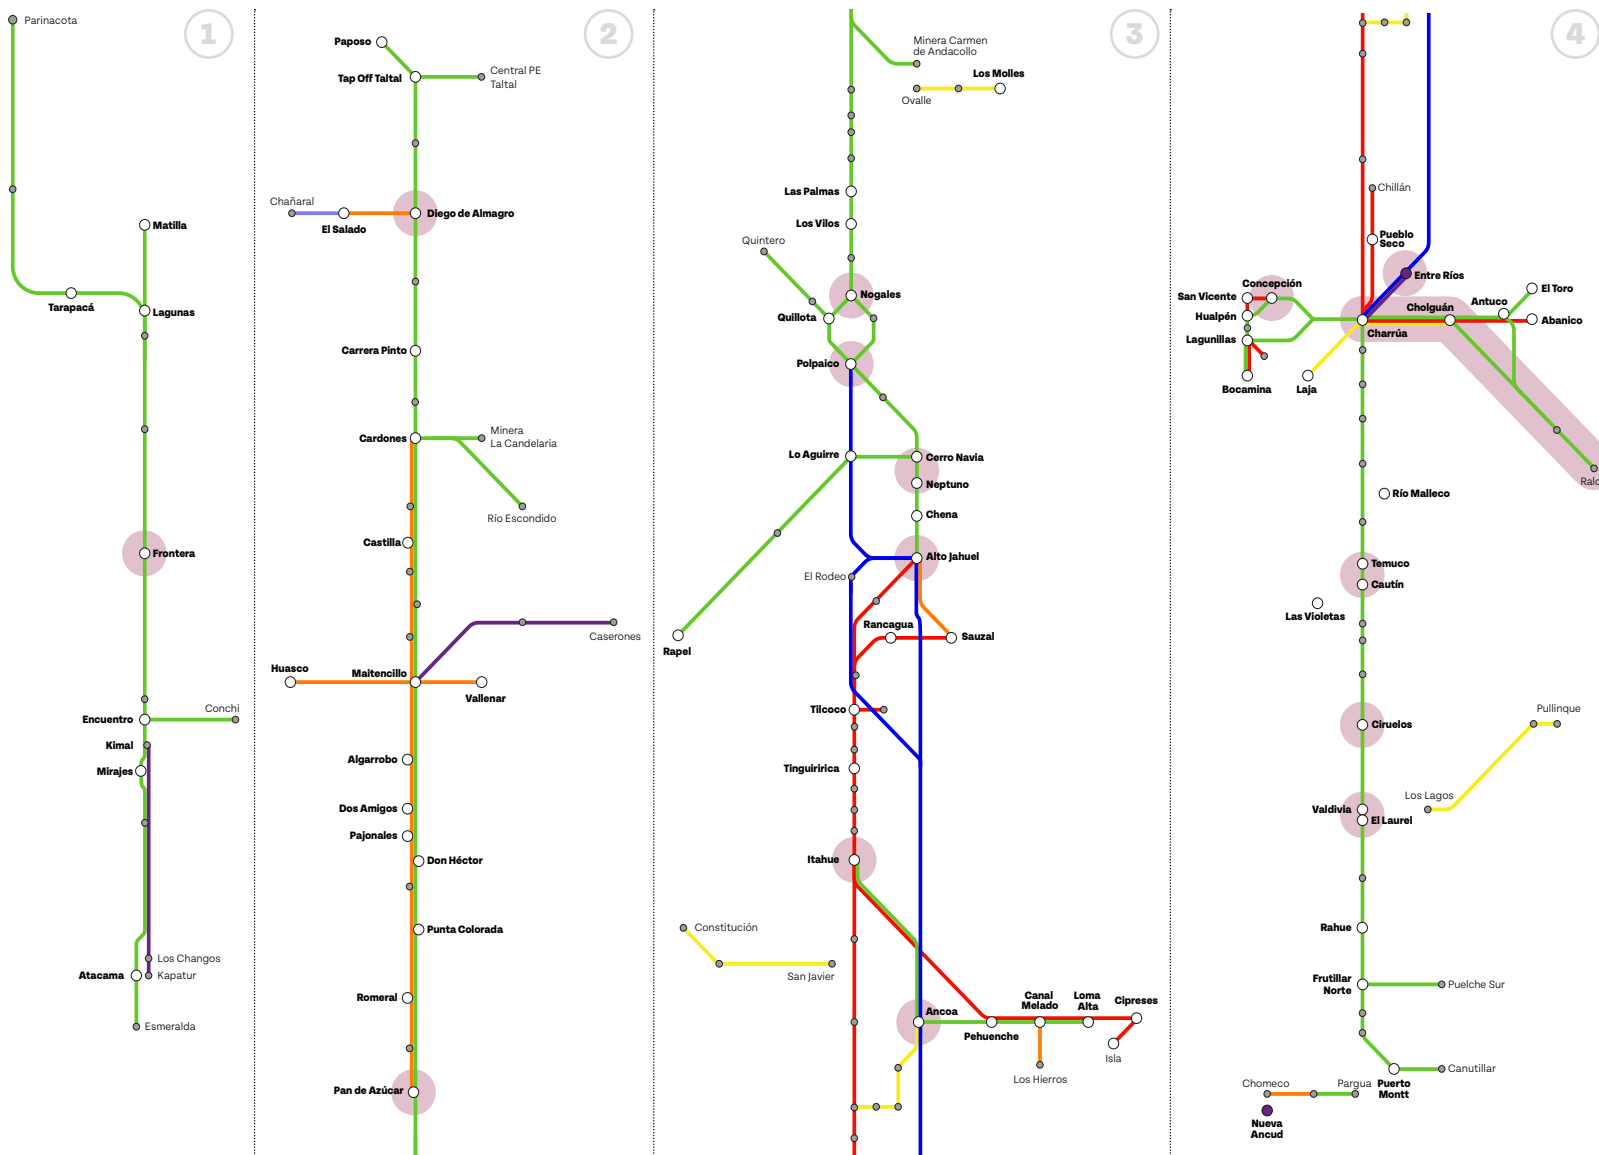 1
Parinacota
Matilla
Tarapacá
Lagunas
Frontera
Conchi
Encuentro
Kimal
Mirajes
Los Changos
Atacama
Kapatur
Esmeralda
2
Paposo
Tap Off Taltal
Central PE
Taltal
Chañaral
El Salado
Diego de Almagro
Carrera Pinto
Cardones
Minera
La Candelaria
Río Escondido
Castilla
Caserones
Huasco
Maitencillo
Vallenar
Algarrobo
Dos Amigos
Pajonales
Don Héctor
Punta Colorada
Romeral
Pan de Azúcar
3
Minera Carmen
de Andacollo
Los Molles
Ovalle
Las Palmas
Los Vilos
Quintero
Nogales
Quillota
Polpaico
Lo Aguirre
Cerro Navia
Neptuno
Chena
Alto Jahuel
El Rodeo
Rancagua
Sauzal
Rapel
Tilcoco
Tinguiririca
Itahue
Constitución
San Javier
Ancoa
Canal
Melado
Loma
Alta
Cipreses
Pehuenche
Isla
Los Hierros
4
Chillán
Pueblo
Seco
Entre Ríos
Concepción
San Vicente
Hualpén
Lagunillas
Bocamina
Laja
Charrúa
Cholguán
Antuco
El Toro
Abanico
Ralc
Río Malleco
Temuco
Cautín
Las Violetas
Ciruelos
Pullinque
Los Lagos
Valdivia
El Laurel
Rahue
Frutillar
Norte
Puelche Sur
Canutillar
Puerto
Montt
Chomeco
Pargua
Nueva
Ancud